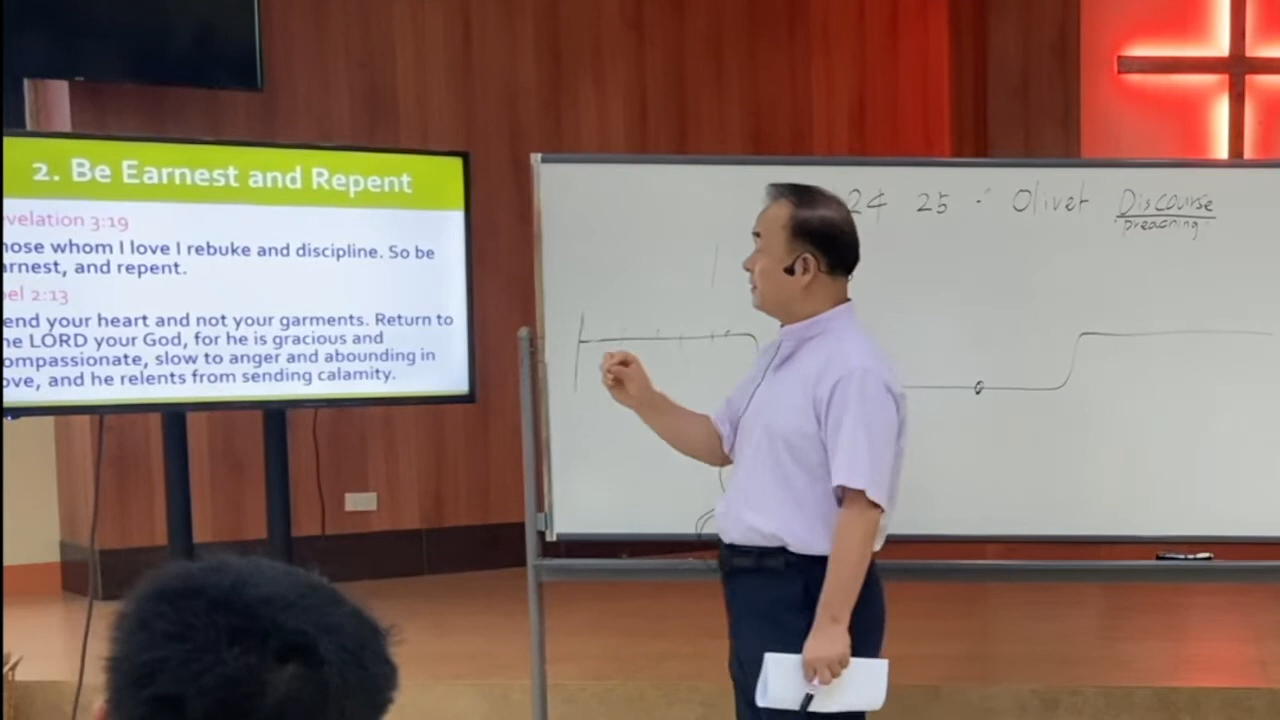 2. Be Earnest and Repent
evelation 3:19
hose whom I love I rebuke and discipline. So be
arnest, and repent.
el 2:13
end your heart and not your garments. Return to
he LORD your God, for he is gracious and
ompassionate, slow to anger and abounding in
ove, and he relents from sending calamity.
24 25 : Olivet Discourse
preaching